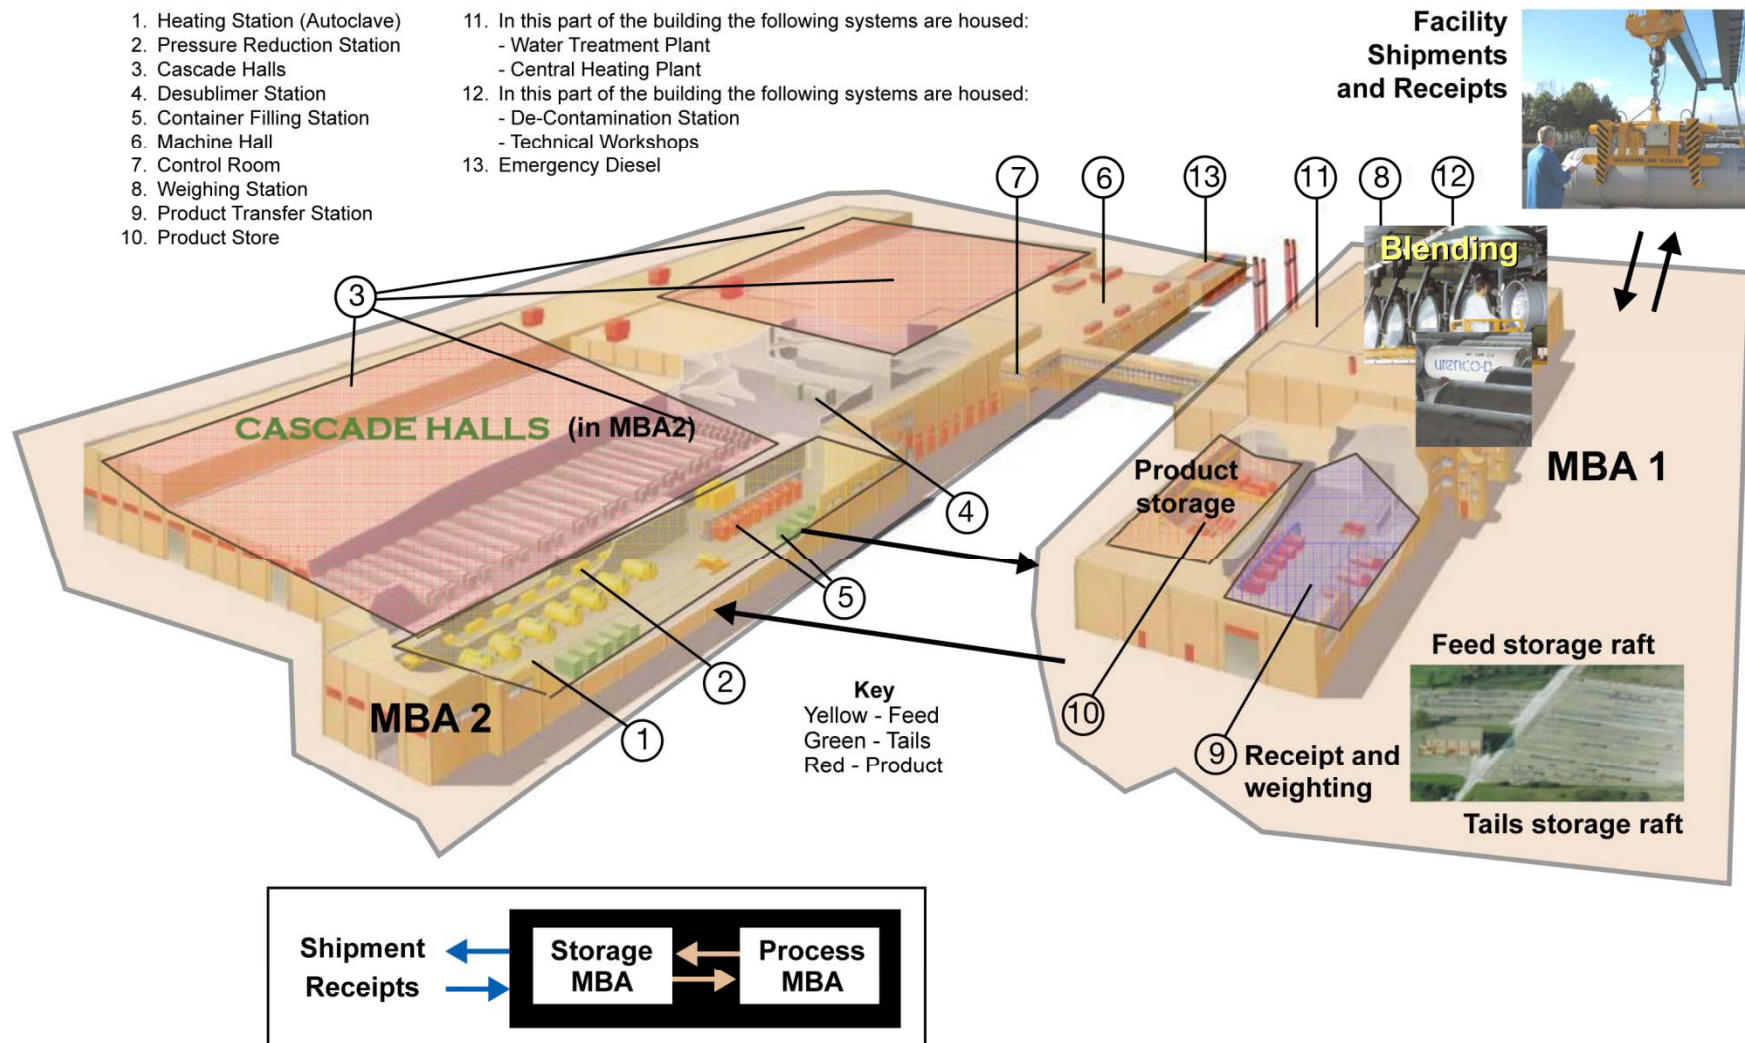 1. Heating Station (Autoclave)
2. Pressure Reduction Station
3. Cascade Halls
4. Desublimer Station
5. Container Filling Station
6. Machine Hall
7. Control Room
8. Weighing Station
9. Product Transfer Station
10. Product Store
11. In this part of the building the following systems are housed:
- Water Treatment Plant
- Central Heating Plant
12. In this part of the building the following systems are housed:
- De-Contamination Station
- Technical Workshops
13. Emergency Diesel
Facility
Shipments
and Receipts
7
6
13
11
8
12
Blending
urenco-D
3
CASCADE HALLS (in MBA2)
Product
storage
MBA 1
4
5
2
1
MBA 2
10
9
Receipt and
weighting
Feed storage raft
Tails storage raft
Key
Yellow - Feed
Green - Tails
Red - Product
Shipment
Receipts
Storage
MBA
Process
MBA